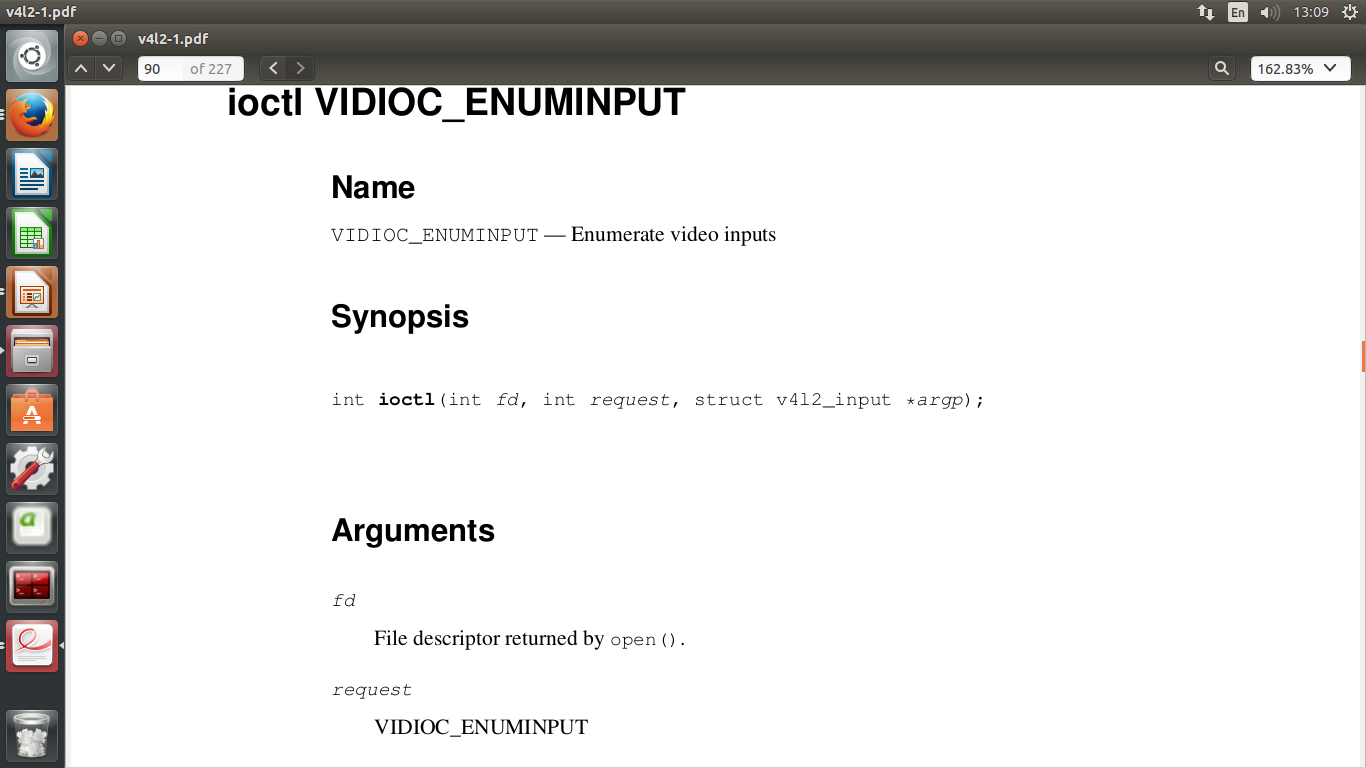 v4l2-1.pdf
En
13:09
v4l2-1.pdf
90 of 227
162.83%
ioctl VIDIOC_ENUMINPUT
Name
VIDIOC_ENUMINPUT — Enumerate video inputs
Synopsis
int ioctl(int fd, int request, struct v4l2_input *argp);
Arguments
fd
File descriptor returned by open().
request
VIDIOC_ENUMINPUT